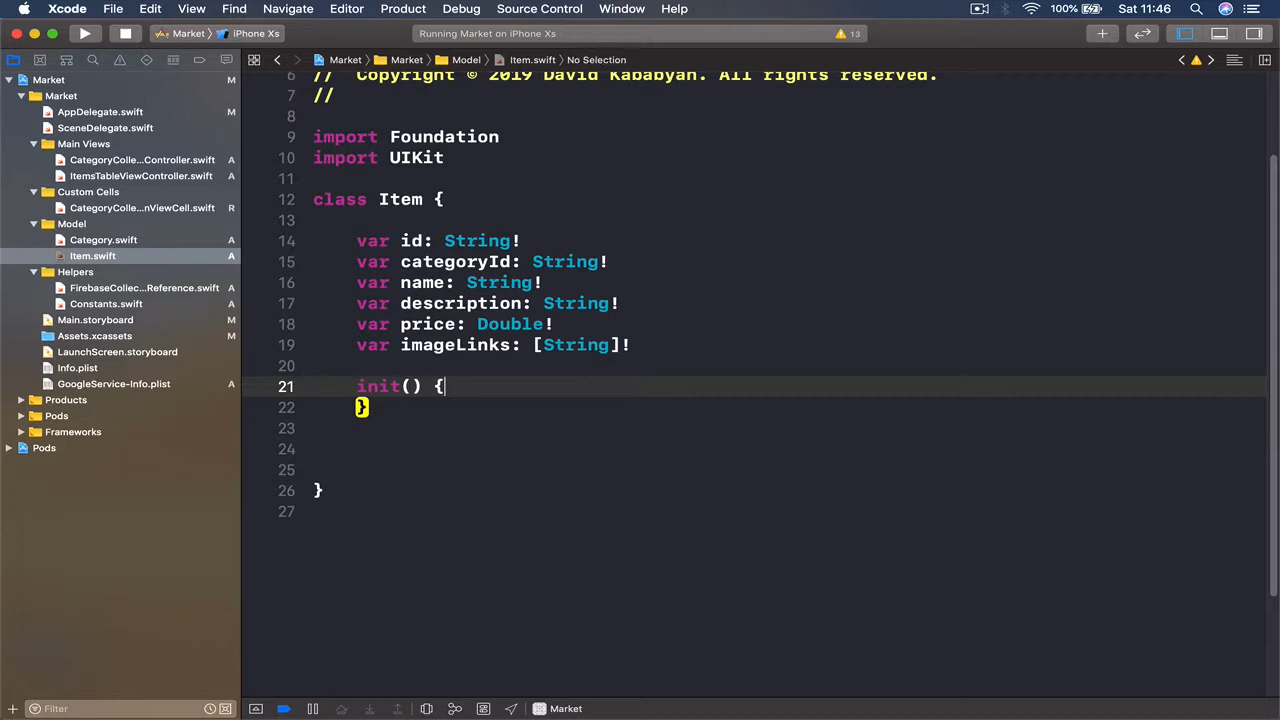 Xcode File Edit View Find Navigate Editor Product Debug Source Control Window Help 100% Sat 11:46
Market iPhone Xs Running Market on iPhone Xs 13
Market Market Model Item.swift No Selection
Market M
Market
AppDelegate.swift M
SceneDelegate.swift
Main Views
CategoryColle...Controller.swift A
ItemsTableViewController.swift A
Custom Cells
CategoryColle...nViewCell.swift R
Model
Category.swift A
Item.swift A
Helpers
FirebaseCollec...Reference.swift A
Constants.swift A
Main.storyboard M
Assets.xcassets M
LaunchScreen.storyboard
Info.plist
GoogleService-Info.plist A
Products
Pods
Frameworks
Pods
Filter
6 // Copyright © 2019 David Kababyan. All rights reserved.
7 //
8
9 import Foundation
10 import UIKit
11
12 class Item {
13
14 var id: String!
15 var categoryId: String!
16 var name: String!
17 var description: String!
18 var price: Double!
19 var imageLinks: [String]!
20
21 init() {
22 }
23
24
25
26 }
27
Market